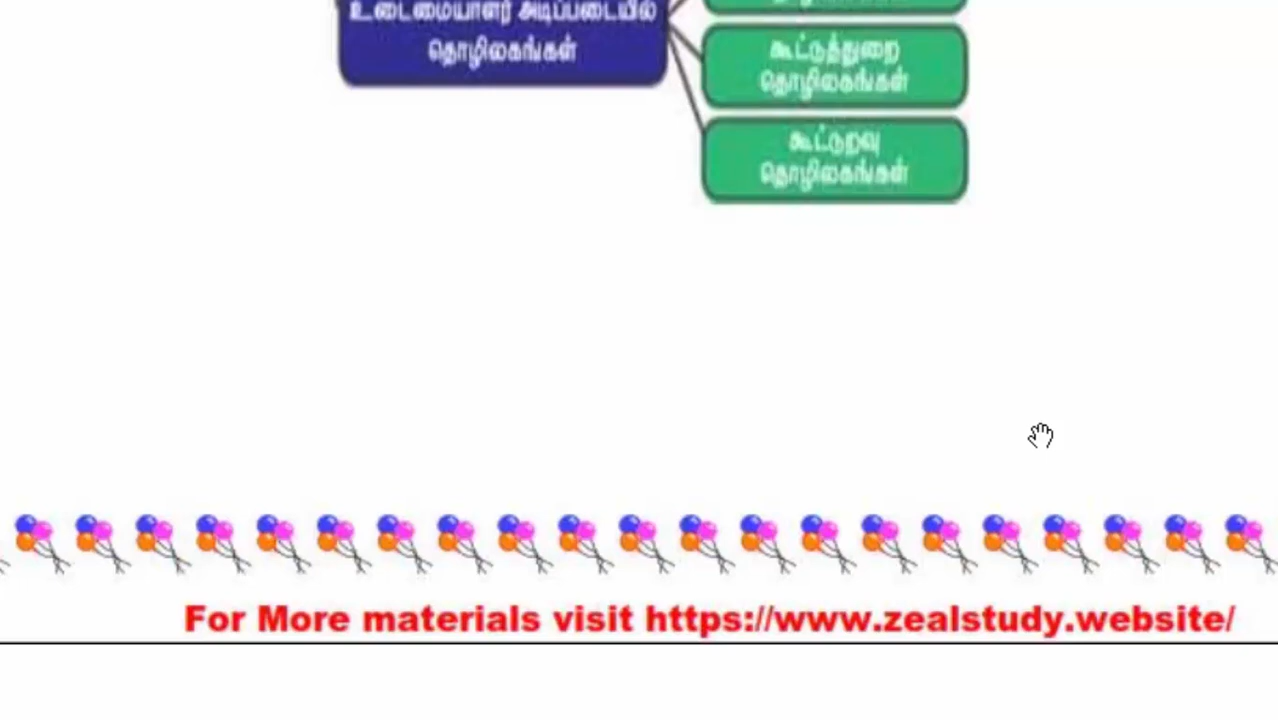 உடைமையாளர் அடிப்படையில்
தொழிலகங்கள்
கூட்டுத்துறை
தொழிலகங்கள்
கூட்டுறவு
தொழிலகங்கள்
For More materials visit https://www.zealstudy.website/